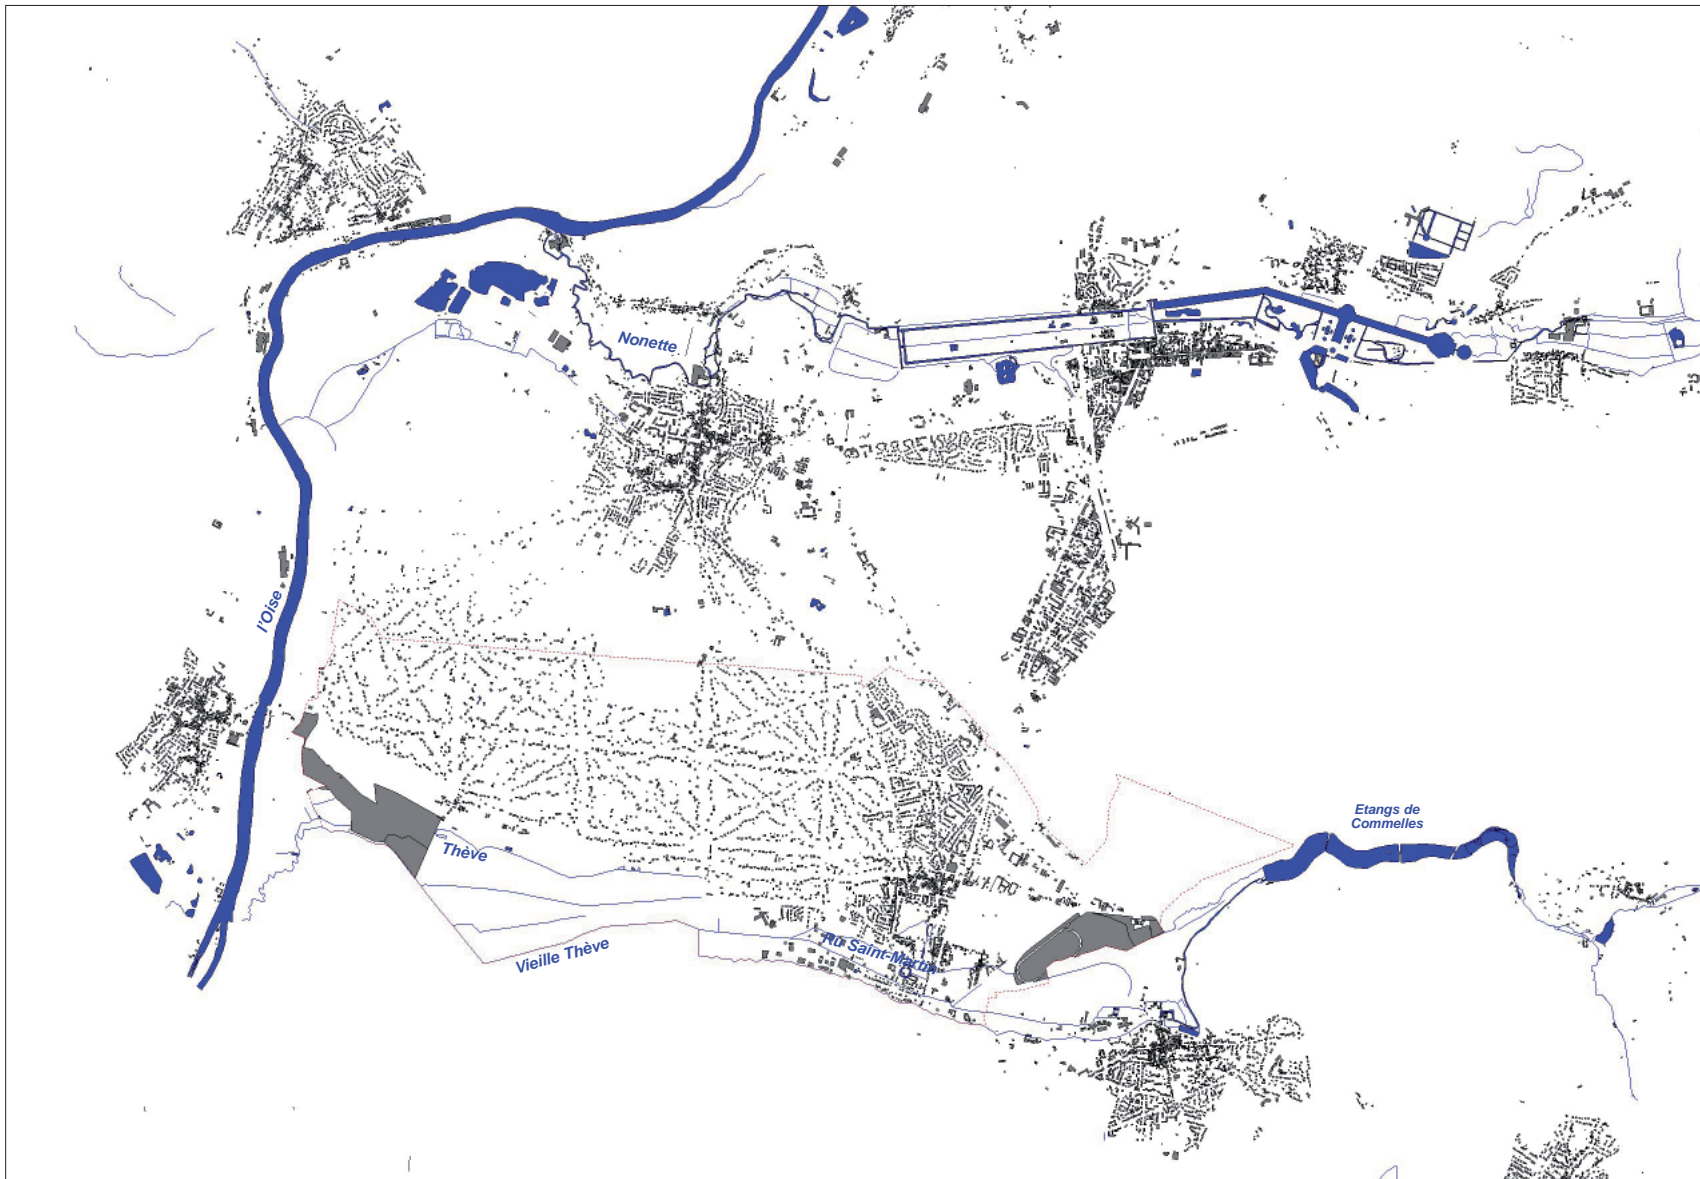 Nonette
l'Oise
Etangs de
Commelles
Thève
Ru Saint-Martin
Vieille Thève